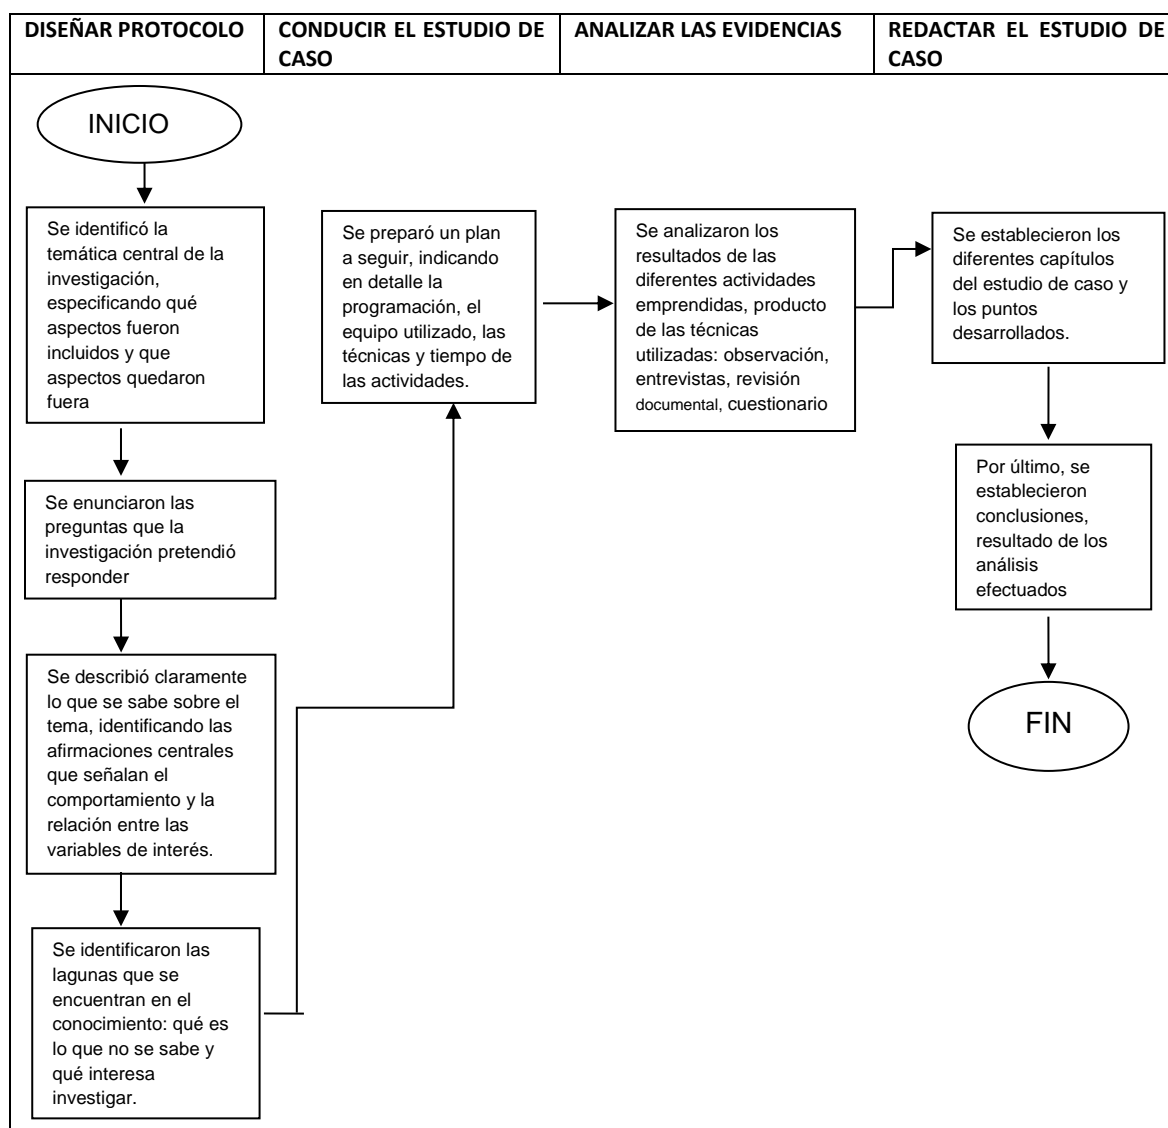 DISEÑAR PROTOCOLO
CONDUCIR EL ESTUDIO DE
CASO
ANALIZAR LAS EVIDENCIAS
REDACTAR EL ESTUDIO DE
CASO
INICIO
Se identificó la
temática central de la
investigación,
especificando qué
aspectos fueron
incluidos y que
aspectos quedaron
fuera
Se enunciaron las
preguntas que la
investigación pretendió
responder
Se describió claramente
lo que se sabe sobre el
tema, identificando las
afirmaciones centrales
que señalan el
comportamiento y la
relación entre las
variables de interés.
Se identificaron las
lagunas que se
encuentran en el
conocimiento: qué es
lo que no se sabe y
qué interesa
investigar.
Se preparó un plan
a seguir, indicando
en detalle la
programación, el
equipo utilizado, las
técnicas y tiempo de
las actividades.
Se analizaron los
resultados de las
diferentes actividades
emprendidas, producto
de las técnicas
utilizadas: observación,
entrevistas, revisión
documental, cuestionario
Se establecieron los
diferentes capítulos
del estudio de caso y
los puntos
desarrollados.
Por último, se
establecieron
conclusiones,
resultado de los
análisis
efectuados
FIN